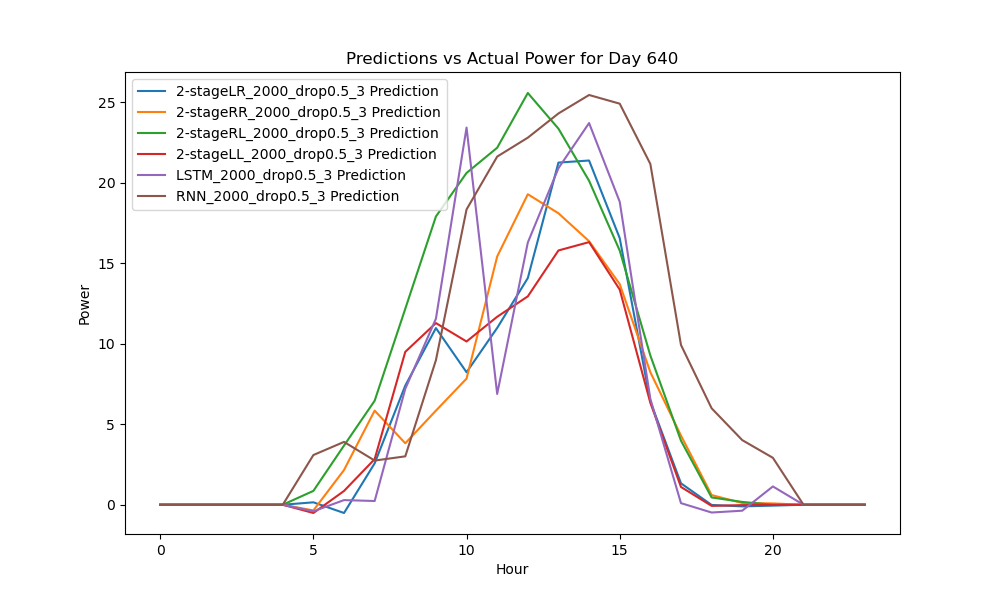 Predictions vs Actual Power for Day 640
2-stageLR_2000_drop0.5_3 Prediction
2-stageRR_2000_drop0.5_3 Prediction
2-stageRL_2000_drop0.5_3 Prediction
2-stageLL_2000_drop0.5_3 Prediction
LSTM_2000_drop0.5_3 Prediction
RNN_2000_drop0.5_3 Prediction
25
20
15
10
5
0
Power
0 5 10 15 20
Hour